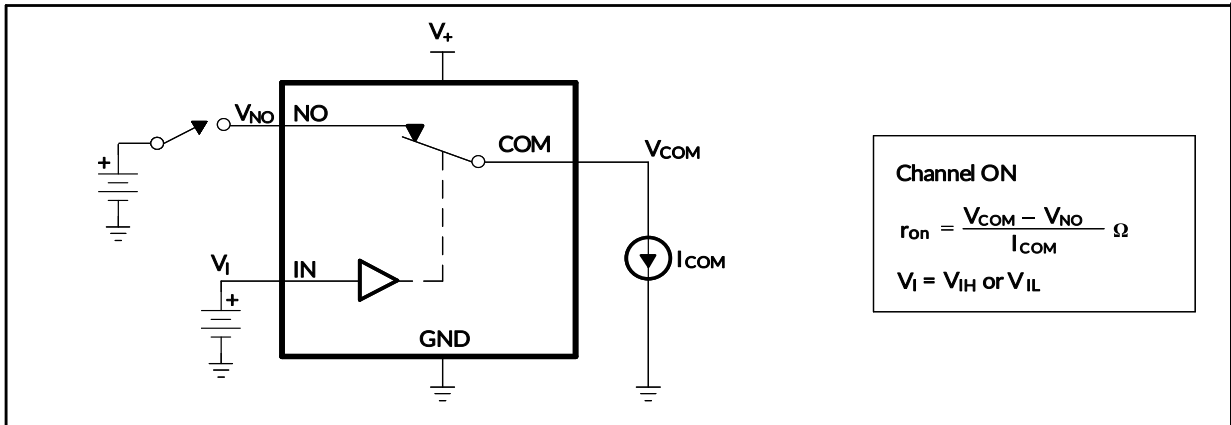 V+
VNO NO
COM
VCOM
+
VI IN
+
ICOM
GND
Channel ON
ron = VCOM – VNO / ICOM Ω
VI = VIH or VIL